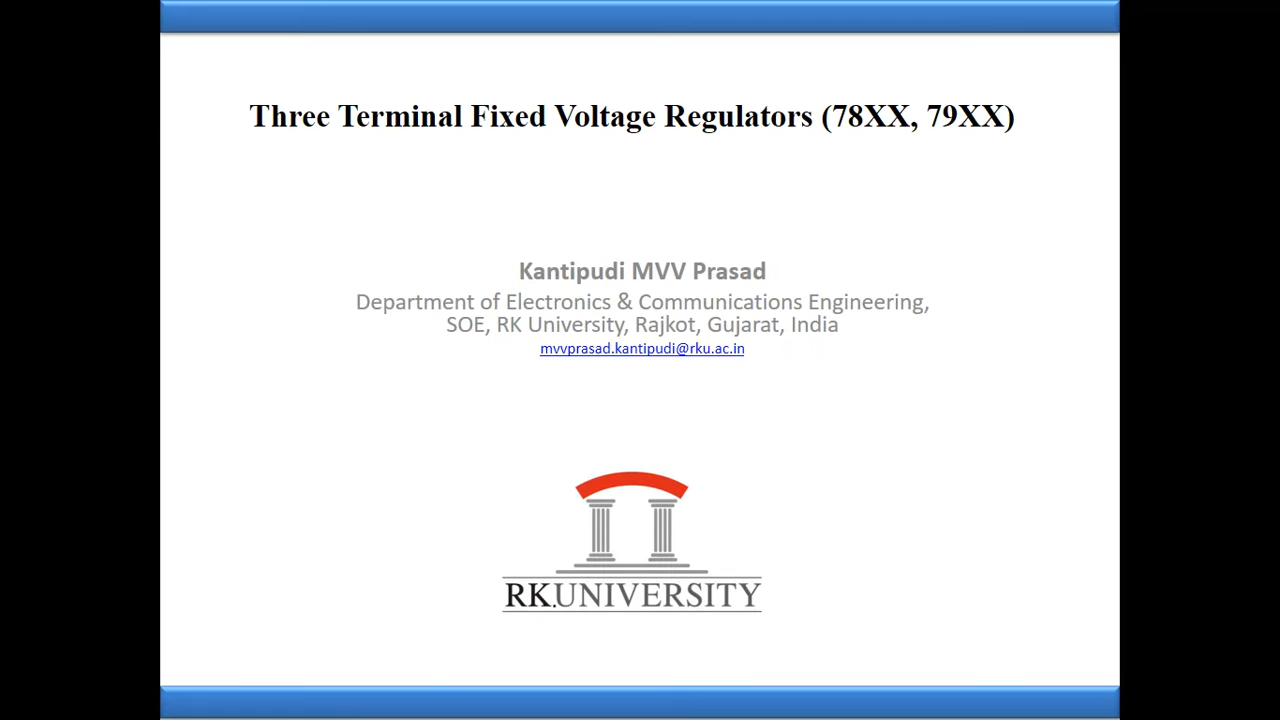 Three Terminal Fixed Voltage Regulators (78XX, 79XX)
Kantipudi MVV Prasad
Department of Electronics & Communications Engineering,
SOE, RK University, Rajkot, Gujarat, India
mvvprasad.kantipudi@rku.ac.in
RK.UNIVERSITY